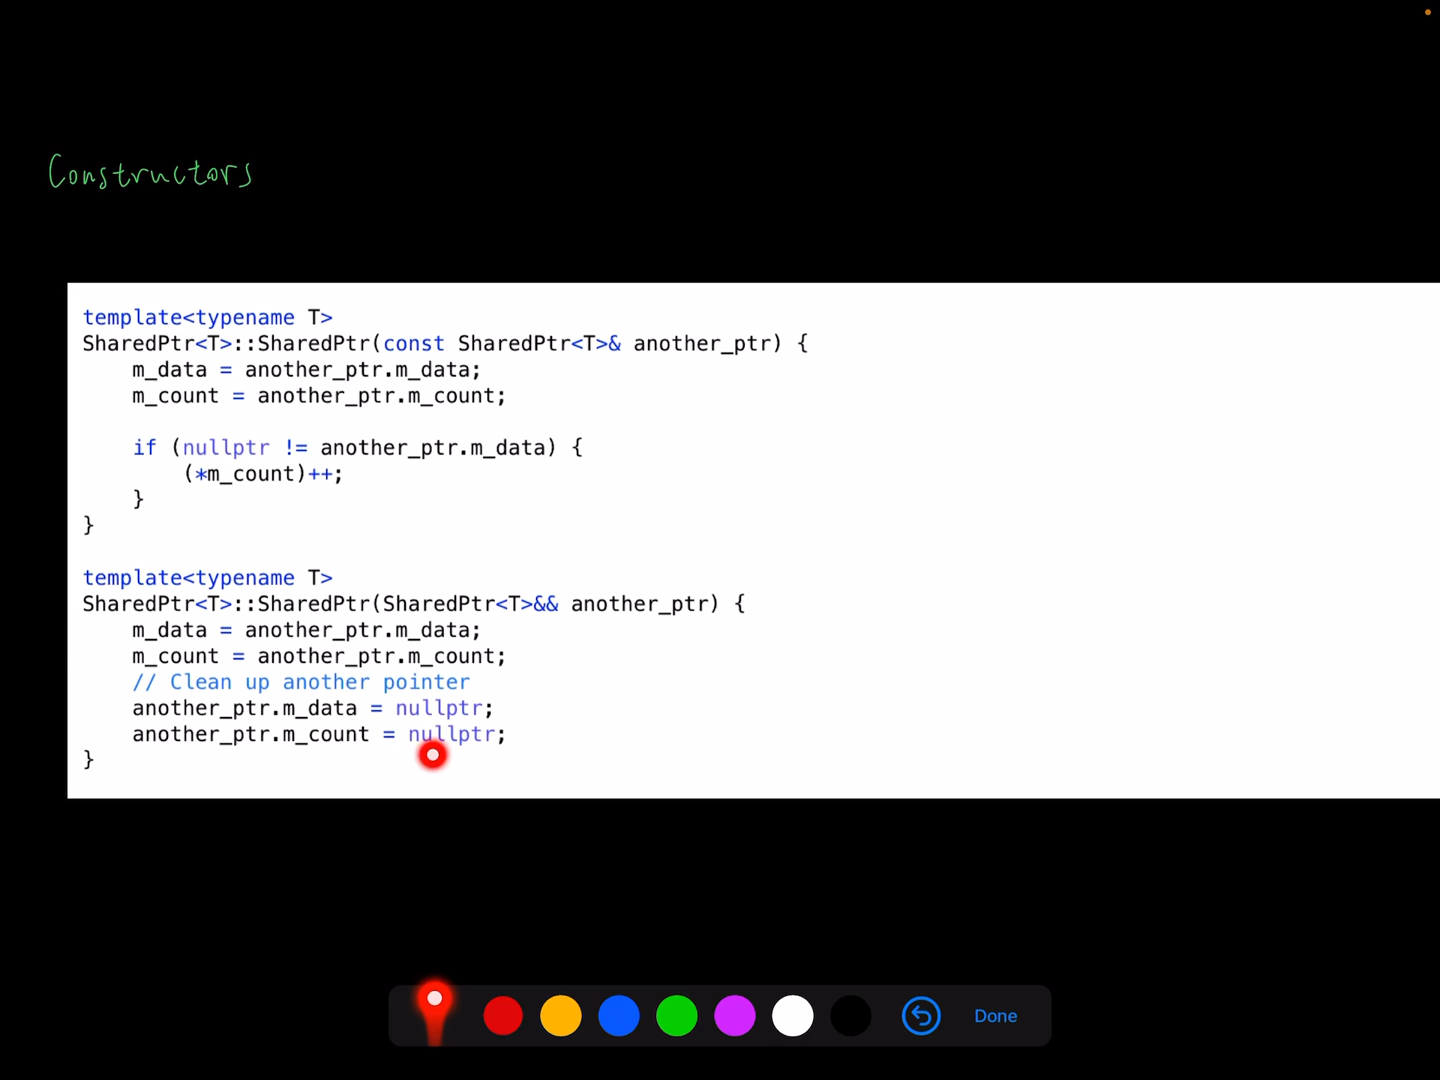 Constructors
template<typename T>
SharedPtr<T>::SharedPtr(const SharedPtr<T>& another_ptr) {
    m_data = another_ptr.m_data;
    m_count = another_ptr.m_count;
    if (nullptr != another_ptr.m_data) {
        (*m_count)++;
    }
}
template<typename T>
SharedPtr<T>::SharedPtr(SharedPtr<T>&& another_ptr) {
    m_data = another_ptr.m_data;
    m_count = another_ptr.m_count;
    // Clean up another pointer
    another_ptr.m_data = nullptr;
    another_ptr.m_count = nullptr;
}
Done